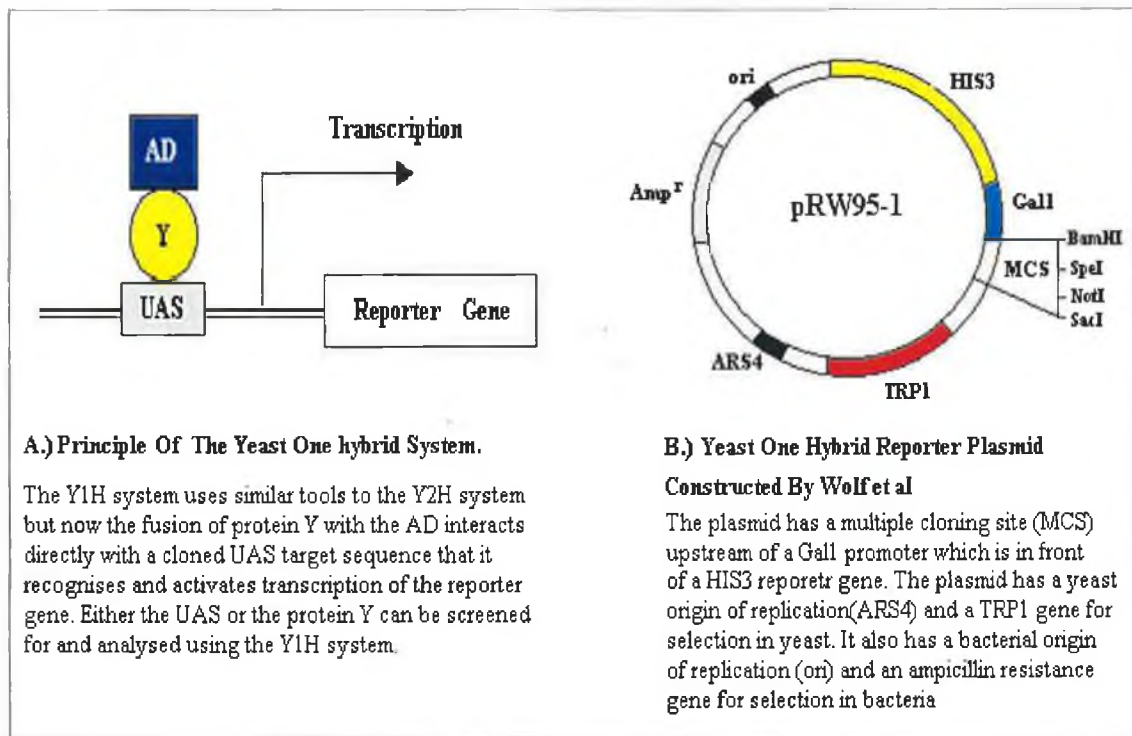 AD
Y
UAS
Transcription
Reporter Gene
ori
HIS3
Amp r
pRW95-1
Gal1
BamHI
MCS
SpeI
NotI
SacI
ARS4
TRP1
A.) Principle Of The Yeast One hybrid System.
The Y1H system uses similar tools to the Y2H system
but now the fusion of protein Y with the AD interacts
directly with a cloned UAS target sequence that it
recognises and activates transcription of the reporter
gene. Either the UAS or the protein Y can be screened
for and analysed using the Y1H system.
B.) Yeast One Hybrid Reporter Plasmid
Constructed By Wolf et al
The plasmid has a multiple cloning site (MCS)
upstream of a Gal1 promoter which is in front
of a HIS3 reporetr gene. The plasmid has a yeast
origin of replication(ARS4) and a TRP1 gene for
selection in yeast. It also has a bacterial origin
of replication (ori) and an ampicillin resistance
gene for selection in bacteria